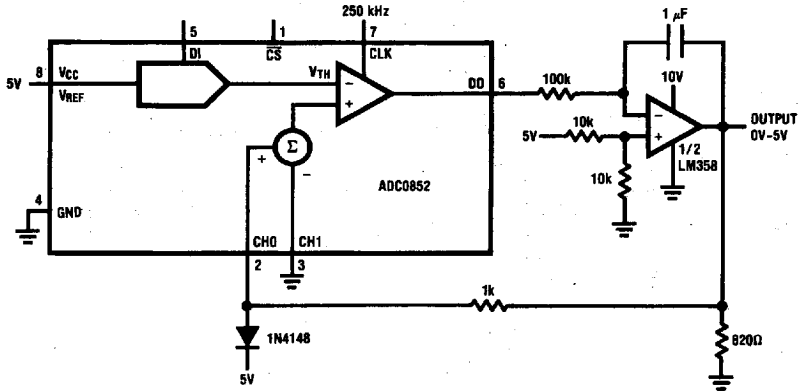 250 kHz
1 µF
5
1
7
DI
CS
CLK
8
VCC
5V
VREF
VTH
−
+
DO
6
100k
10V
−
+
OUTPUT
0V–5V
5V
10k
1/2
LM358
Σ
+
−
ADC0852
10k
4
GND
CH0
CH1
2
3
1k
1N4148
820Ω
5V